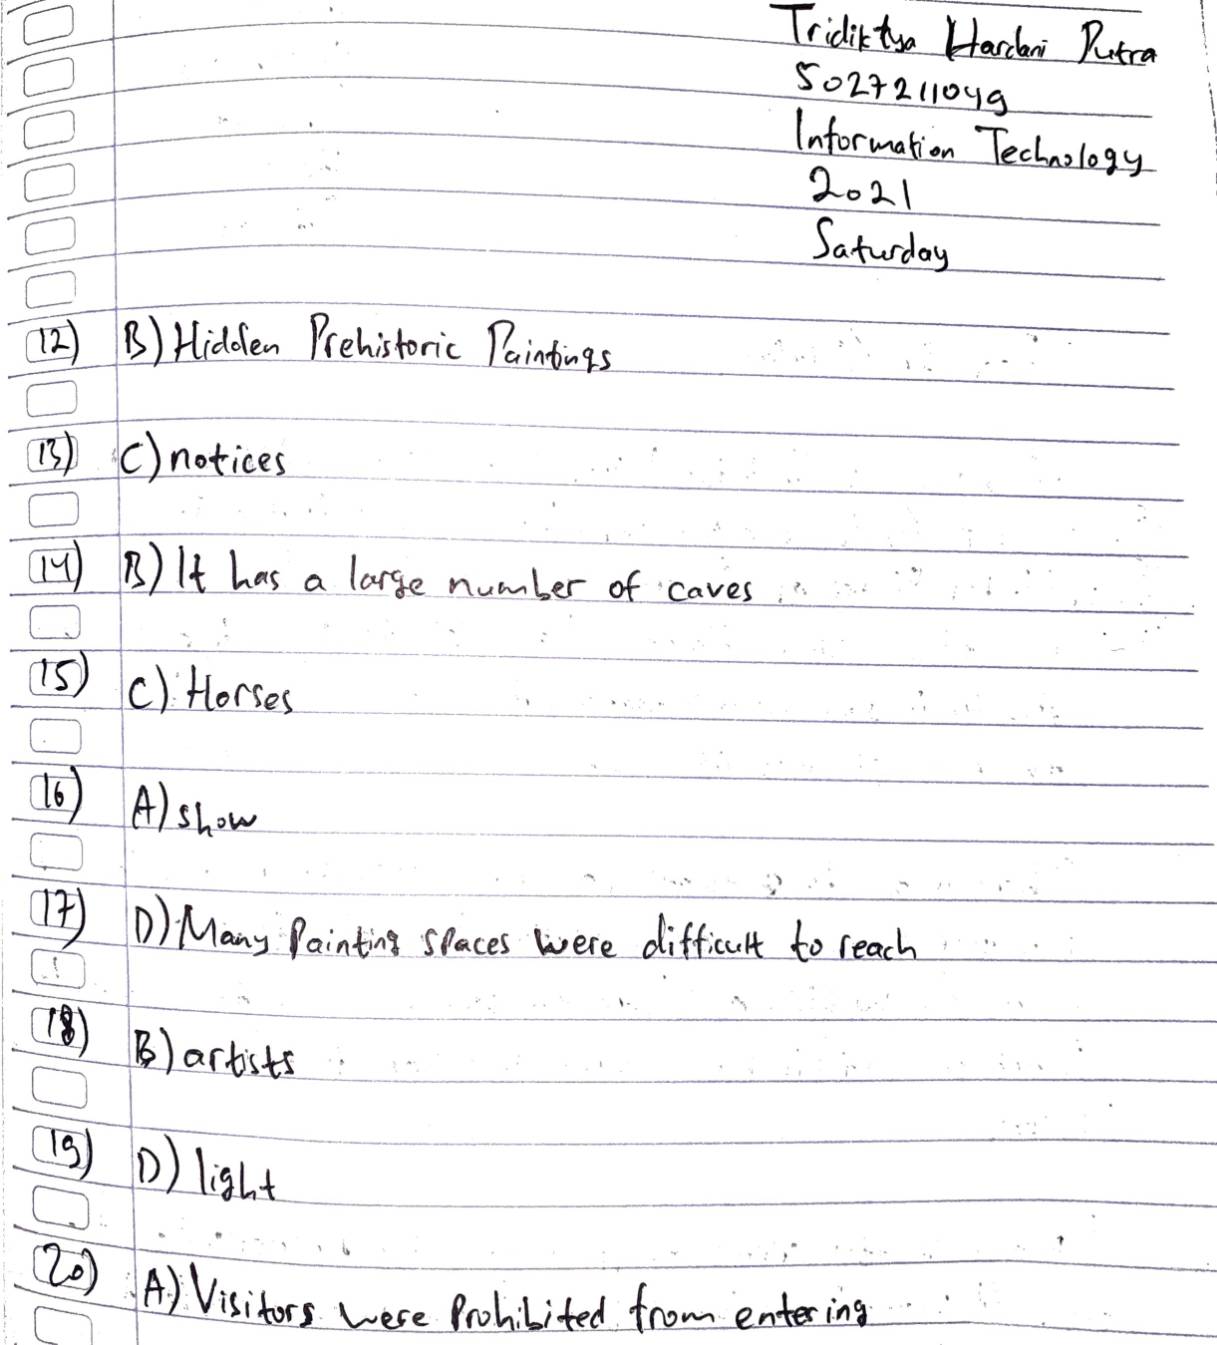 Tridiktya Hardani Putra
5027211049
Information Technology
2021
Saturday
12) B) Hidden Prehistoric Paintings
13) C) notices
14) B) It has a large number of caves
15) C) Horses
16) A) show
17) D) Many Painting spaces were difficult to reach
18) B) artists
19) D) light
20) A) Visitors were Prohibited from entering